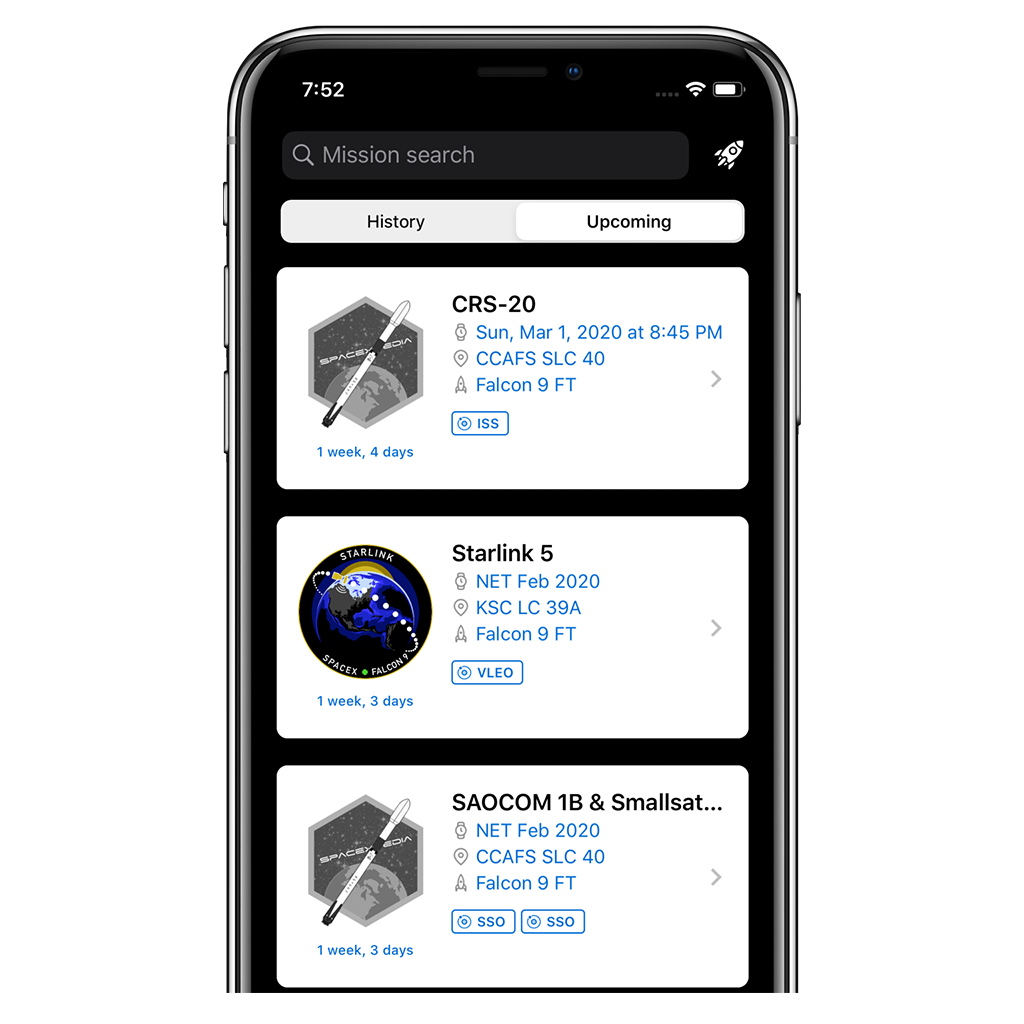 7:52
Mission search
History
Upcoming
CRS-20
Sun, Mar 1, 2020 at 8:45 PM
CCAFS SLC 40
Falcon 9 FT
ISS
SPACEX
EDIA
1 week, 4 days
Starlink 5
NET Feb 2020
KSC LC 39A
Falcon 9 FT
VLEO
STARLINK
SPACEX
FALCON 9
1 week, 3 days
SAOCOM 1B & Smallsat...
NET Feb 2020
CCAFS SLC 40
Falcon 9 FT
SSO
SSO
SPACEX
EDIA
1 week, 3 days